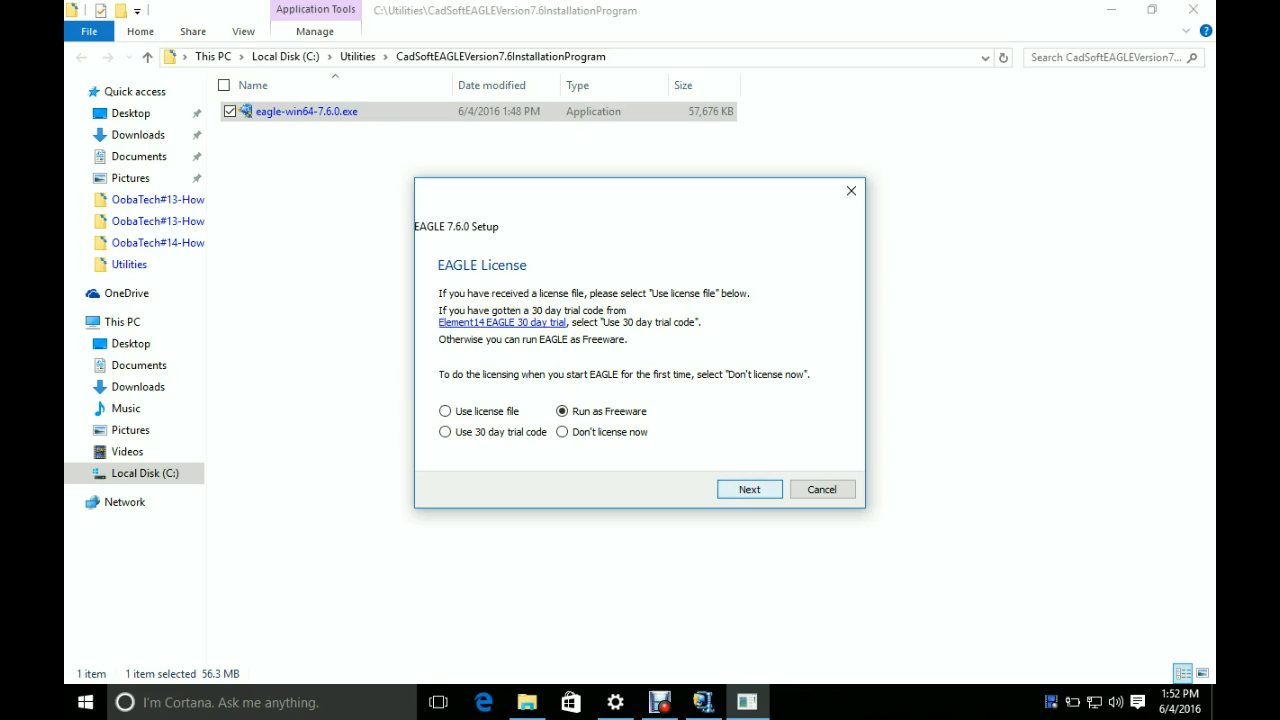 Application Tools
C:\Utilities\CadSoftEAGLEVersion7.6InstallationProgram
File
Home
Share
View
Manage
This PC
Local Disk (C:)
Utilities
CadSoftEAGLEVersion7.6InstallationProgram
Search CadSoftEAGLEVersion7...
Name
Date modified
Type
Size
eagle-win64-7.6.0.exe
6/4/2016 1:48 PM
Application
57,676 KB
Quick access
Desktop
Downloads
Documents
Pictures
OobaTech#13-How
OobaTech#13-How
OobaTech#14-How
Utilities
OneDrive
This PC
Desktop
Documents
Downloads
Music
Pictures
Videos
Local Disk (C:)
Network
EAGLE 7.6.0 Setup
EAGLE License
If you have received a license file, please select "Use license file" below.
If you have gotten a 30 day trial code from
Element14 EAGLE 30 day trial, select "Use 30 day trial code".
Otherwise you can run EAGLE as Freeware.
To do the licensing when you start EAGLE for the first time, select "Don't license now".
Use license file
Run as Freeware
Use 30 day trial code
Don't license now
Next
Cancel
1 item
1 item selected 56.3 MB
I'm Cortana. Ask me anything.
1:52 PM
6/4/2016